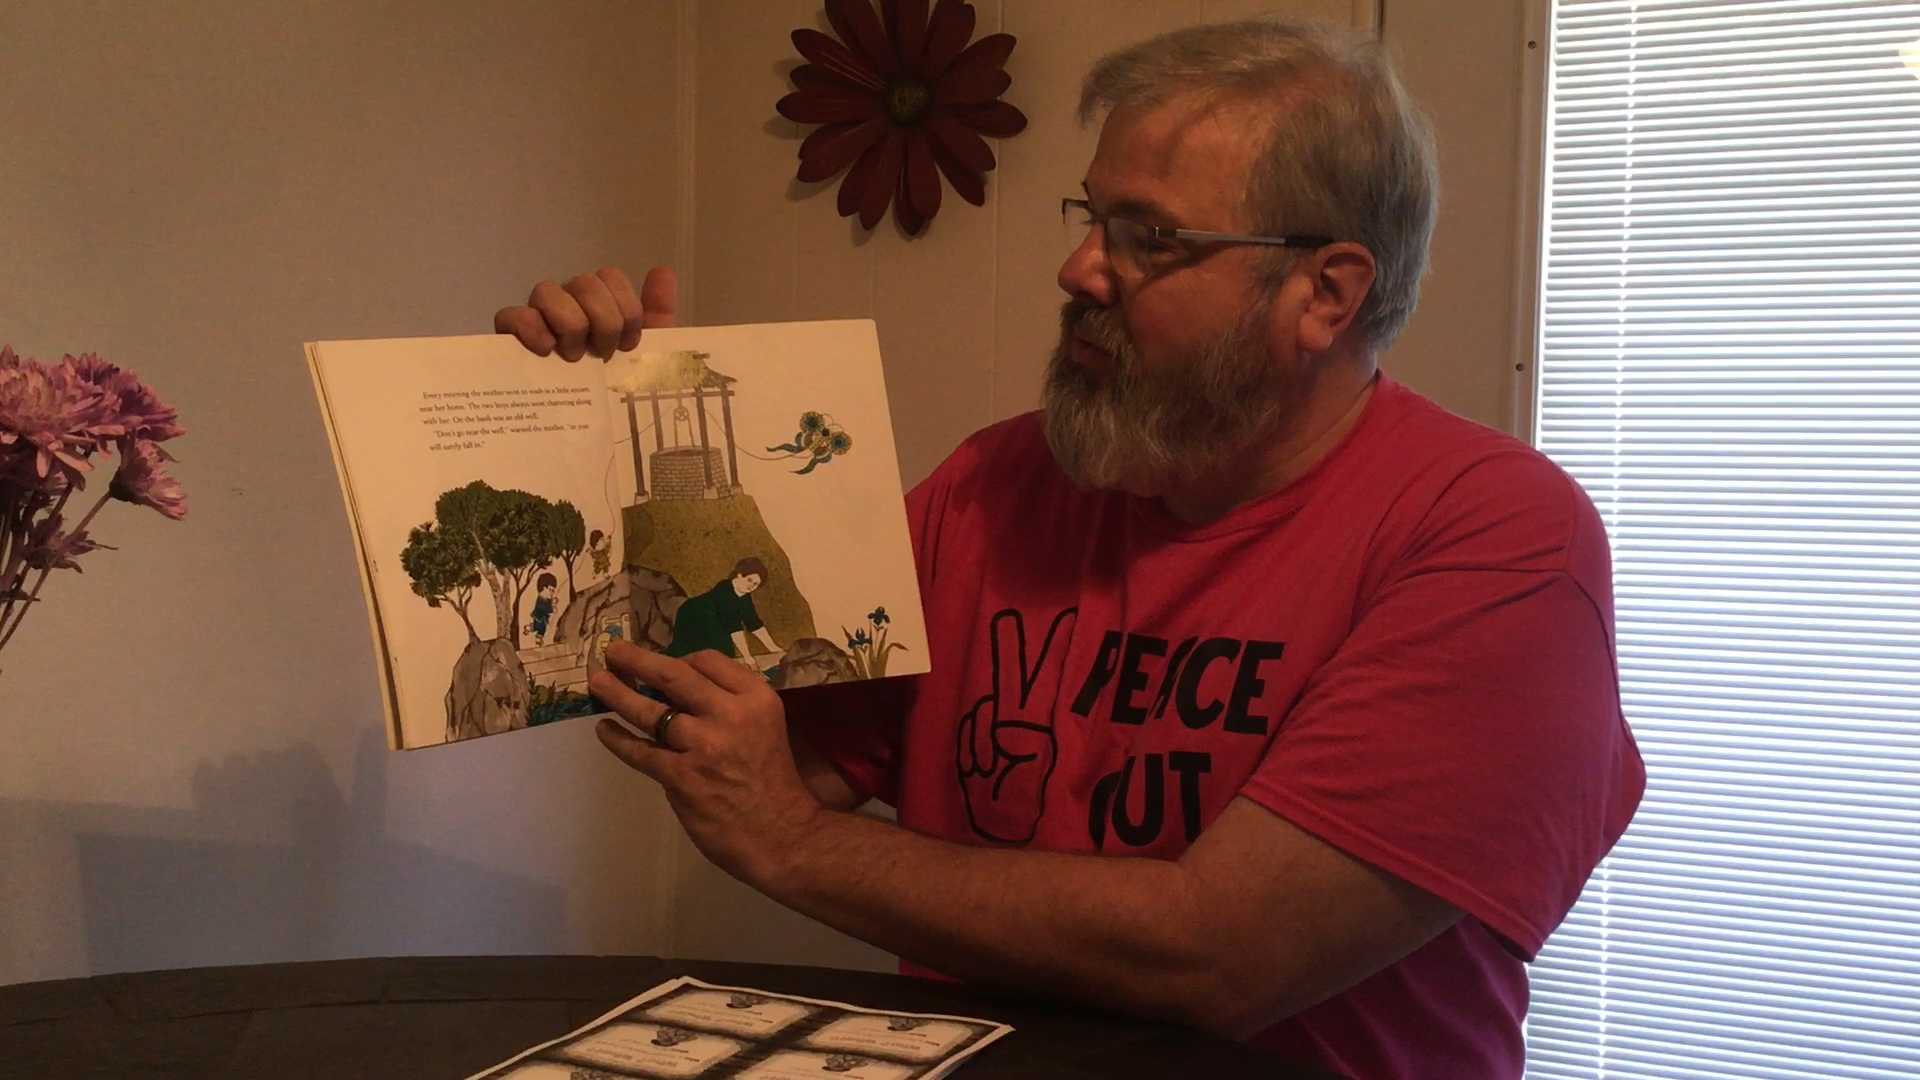 Every morning the mother went to wash in a little stream
near her home. The two boys always went chattering along
with her. On the bank was an old well.
"Don't go near the well," warned the mother, "or you
will surely fall in."
PEACE
OUT